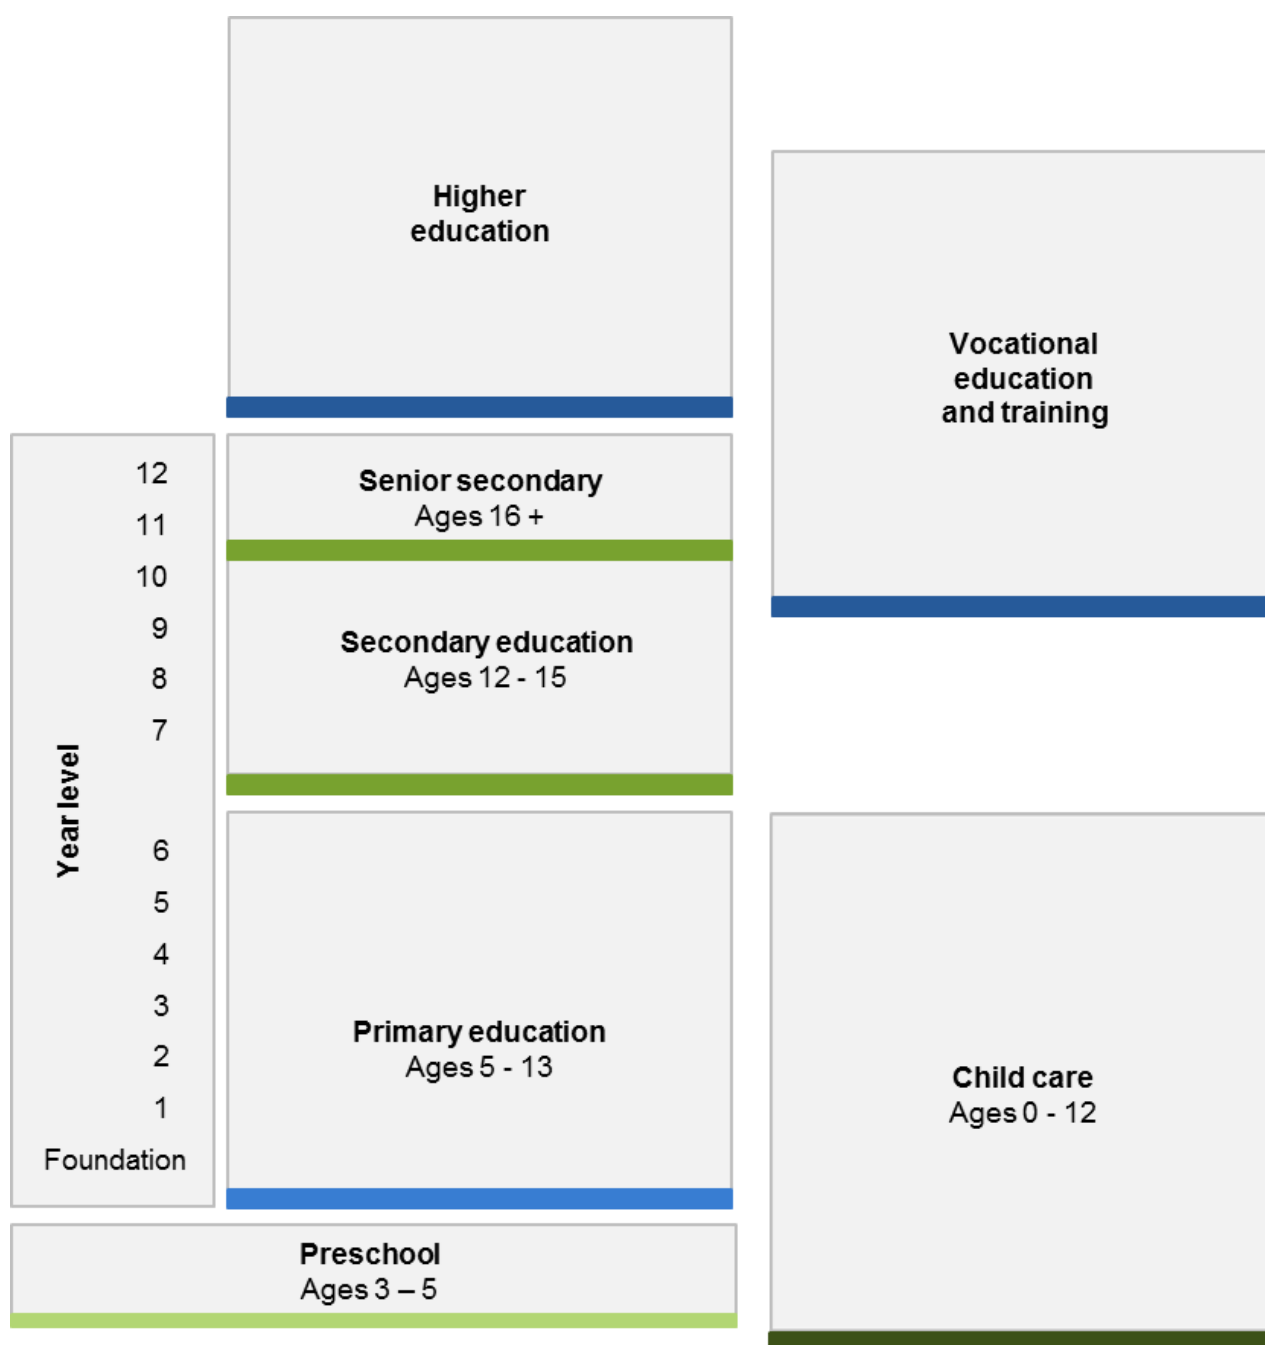 Higher
education
Vocational
education
and training
12
11
10
9
8
7
6
5
4
3
2
1
Foundation
Year level
Senior secondary
Ages 16 +
Secondary education
Ages 12 - 15
Primary education
Ages 5 - 13
Child care
Ages 0 - 12
Preschool
Ages 3 – 5